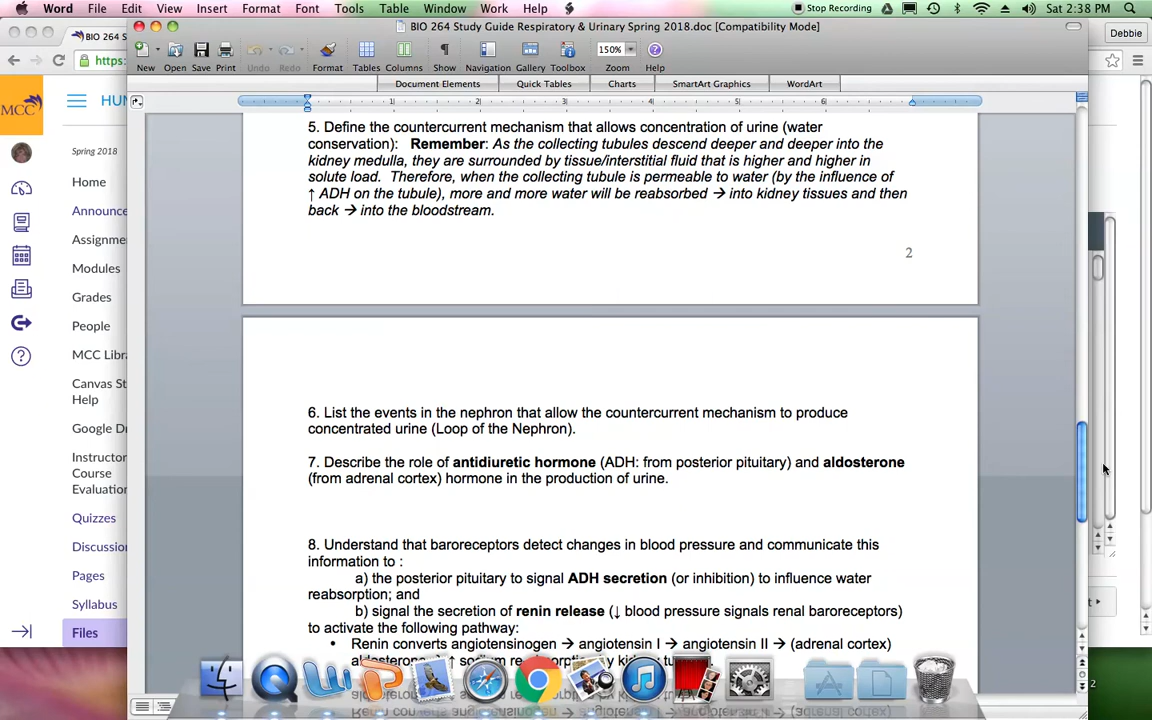 Word File Edit View Insert Format Font Tools Table Window Work Help Stop Recording Sat 2:38 PM
BIO 264 Study Guide Respiratory & Urinary Spring 2018.doc [Compatibility Mode]
BIO 264 S
Debbie
https:
New Open Save Print Undo Redo Format Tables Columns Show Navigation Gallery Toolbox Zoom Help
150%
Document Elements Quick Tables Charts SmartArt Graphics WordArt
1 2 3 4 5 6
MCC
HU
Spring 2018
Home
Announc
Assignme
Modules
Grades
People
MCC Libra
Canvas St
Help
Google Dr
Instructor
Course
Evaluation
Quizzes
Discussio
Pages
Syllabus
Files
5. Define the countercurrent mechanism that allows concentration of urine (water
conservation): Remember: As the collecting tubules descend deeper and deeper into the
kidney medulla, they are surrounded by tissue/interstitial fluid that is higher and higher in
solute load. Therefore, when the collecting tubule is permeable to water (by the influence of
↑ ADH on the tubule), more and more water will be reabsorbed → into kidney tissues and then
back → into the bloodstream.
2
6. List the events in the nephron that allow the countercurrent mechanism to produce
concentrated urine (Loop of the Nephron).
7. Describe the role of antidiuretic hormone (ADH: from posterior pituitary) and aldosterone
(from adrenal cortex) hormone in the production of urine.
8. Understand that baroreceptors detect changes in blood pressure and communicate this
information to :
a) the posterior pituitary to signal ADH secretion (or inhibition) to influence water
reabsorption; and
b) signal the secretion of renin release (↓ blood pressure signals renal baroreceptors)
to activate the following pathway:
• Renin converts angiotensinogen → angiotensin I → angiotensin II → (adrenal cortex)